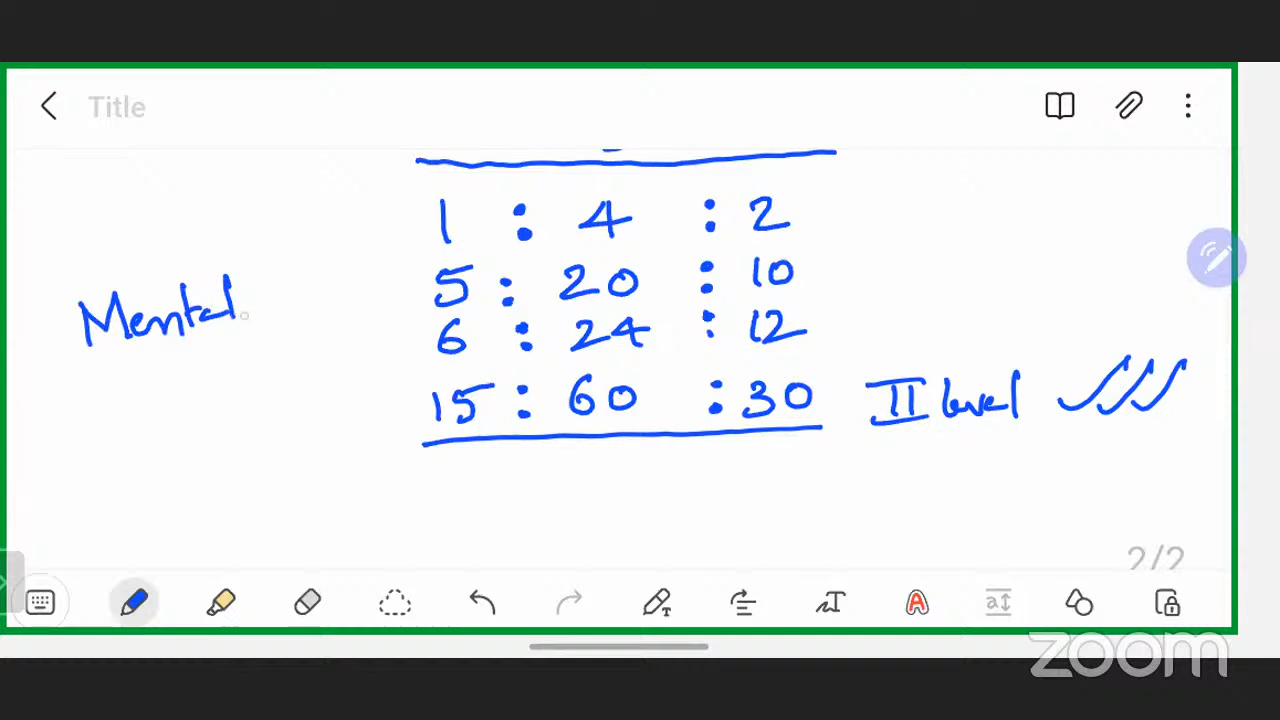 Title
1 : 4 : 2
5 : 20 : 10
Mental
6 : 24 : 12
15 : 60 : 30 II level
2/2
zoom